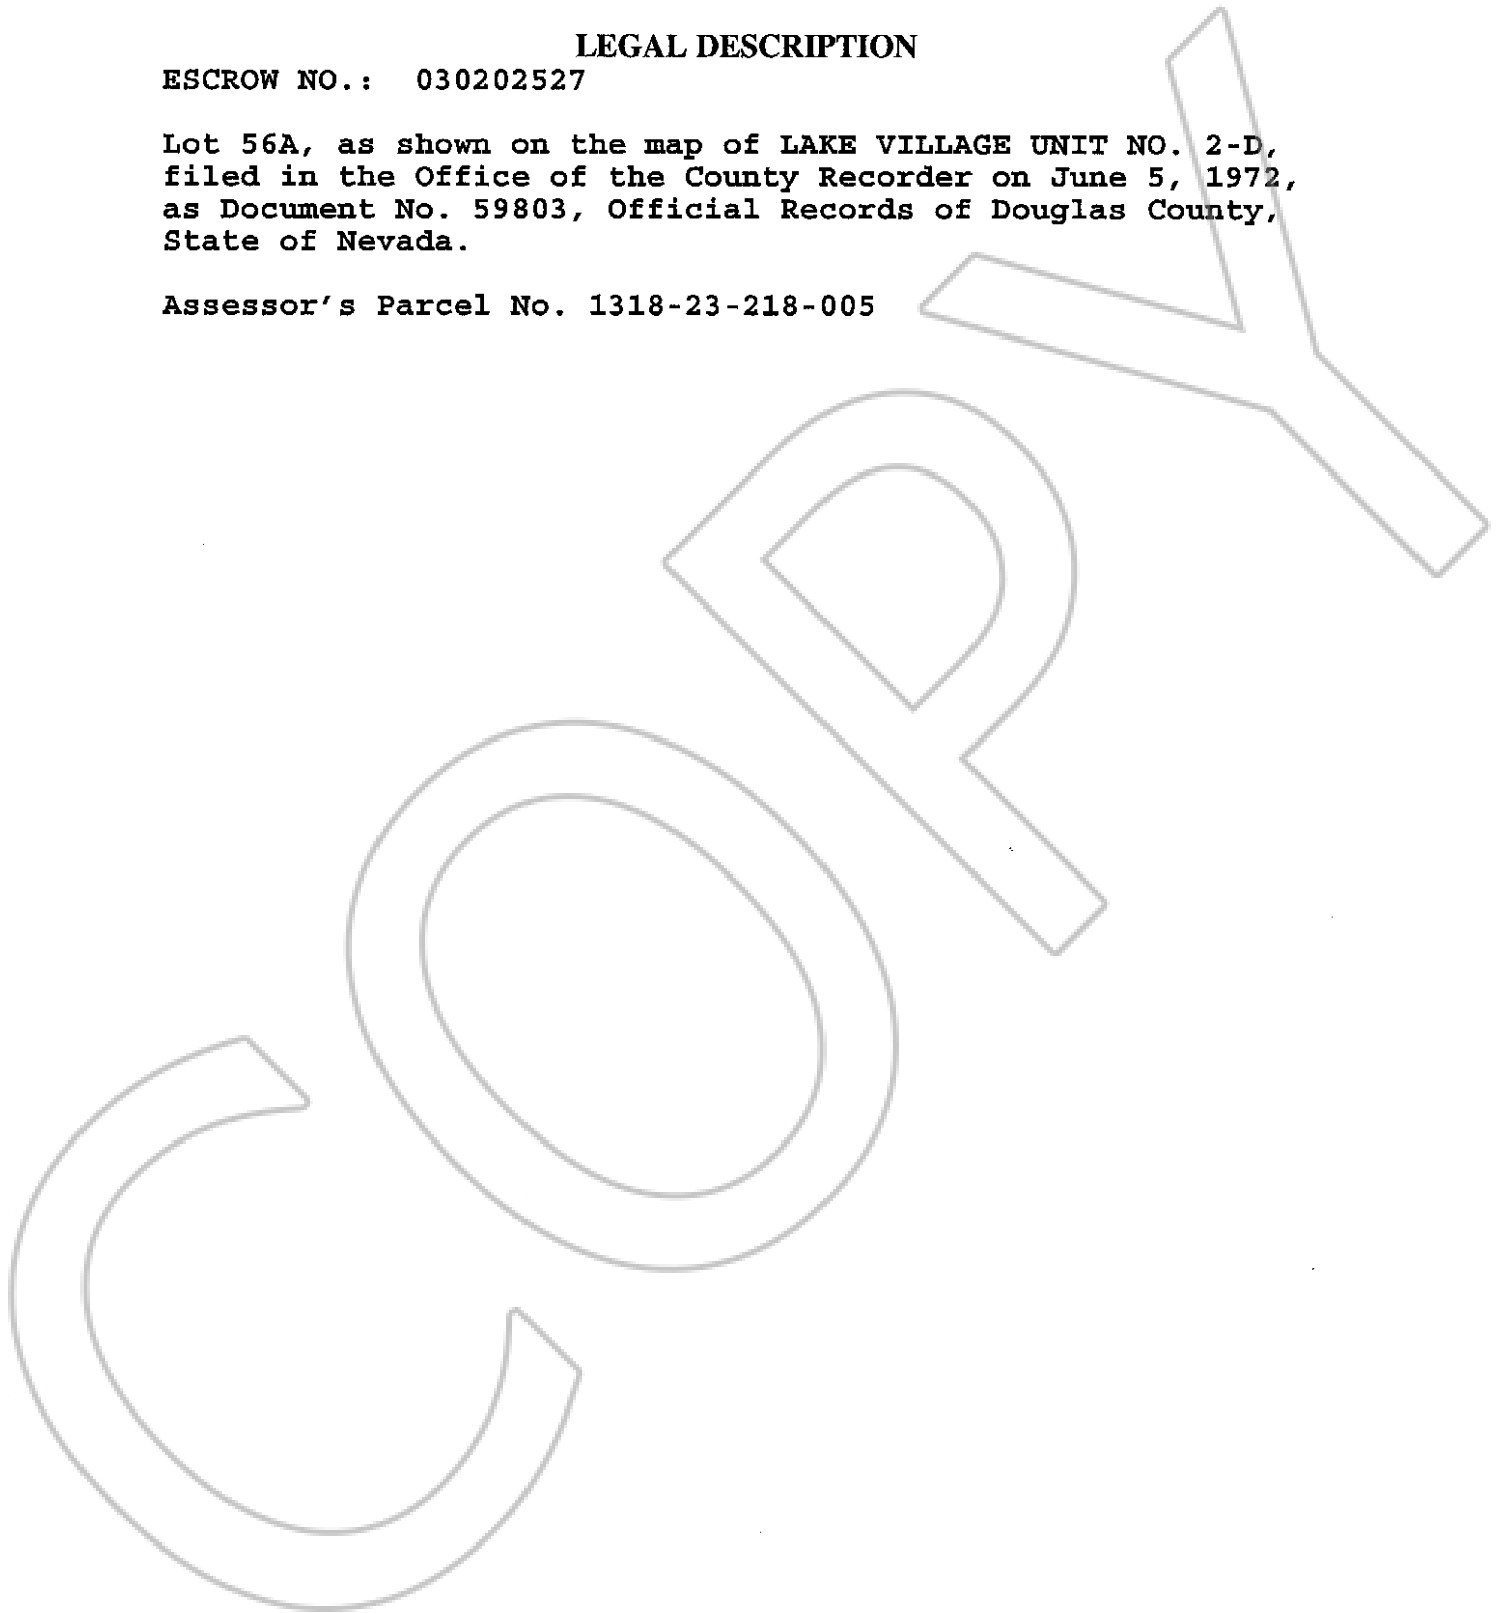 LEGAL DESCRIPTION
ESCROW NO.: 030202527
Lot 56A, as shown on the map of LAKE VILLAGE UNIT NO. 2-D,
filed in the Office of the County Recorder on June 5, 1972,
as Document No. 59803, Official Records of Douglas County,
State of Nevada.
Assessor's Parcel No. 1318-23-218-005
COPY